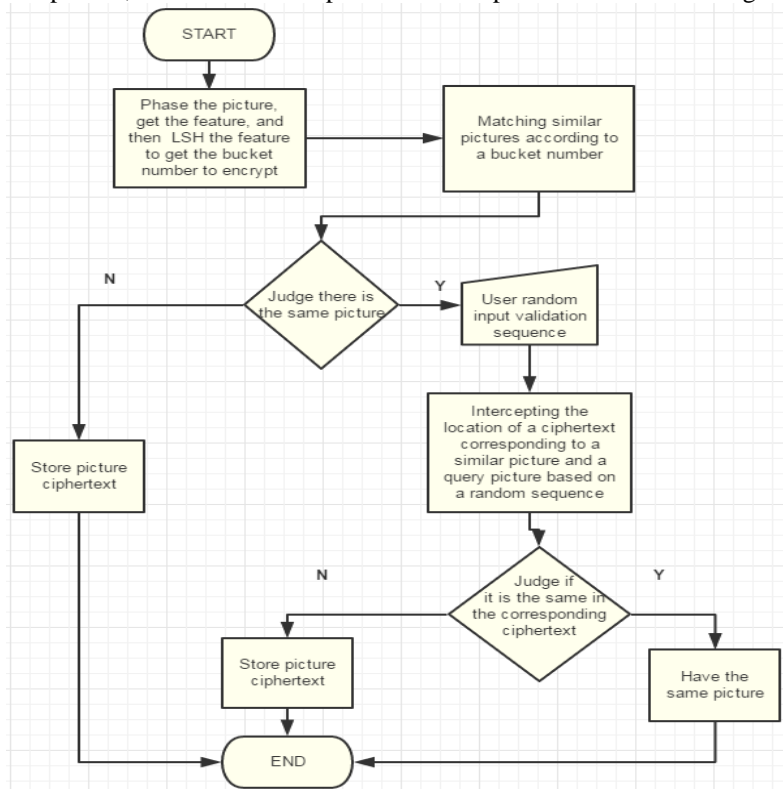 START
Phase the picture,
get the feature, and
then LSH the feature
to get the bucket
number to encrypt
Matching similar
pictures according to
a bucket number
N
Judge there is
the same picture
Y
User random
input validation
sequence
Intercepting the
location of a ciphertext
corresponding to a
similar picture and a
query picture based on
a random sequence
Store picture
ciphertext
N
Judge if
it is the same in
the corresponding
ciphertext
Y
Store picture
ciphertext
Have the
same picture
END